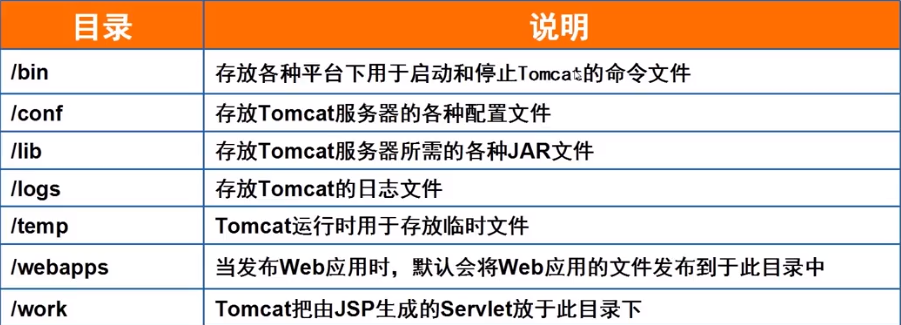 目录 说明
/bin 存放各种平台下用于启动和停止Tomcat的命令文件
/conf 存放Tomcat服务器的各种配置文件
/lib 存放Tomcat服务器所需的各种JAR文件
/logs 存放Tomcat的日志文件
/temp Tomcat运行时用于存放临时文件
/webapps 当发布Web应用时，默认会将Web应用的文件发布到于此目录中
/work Tomcat把由JSP生成的Servlet放于此目录下